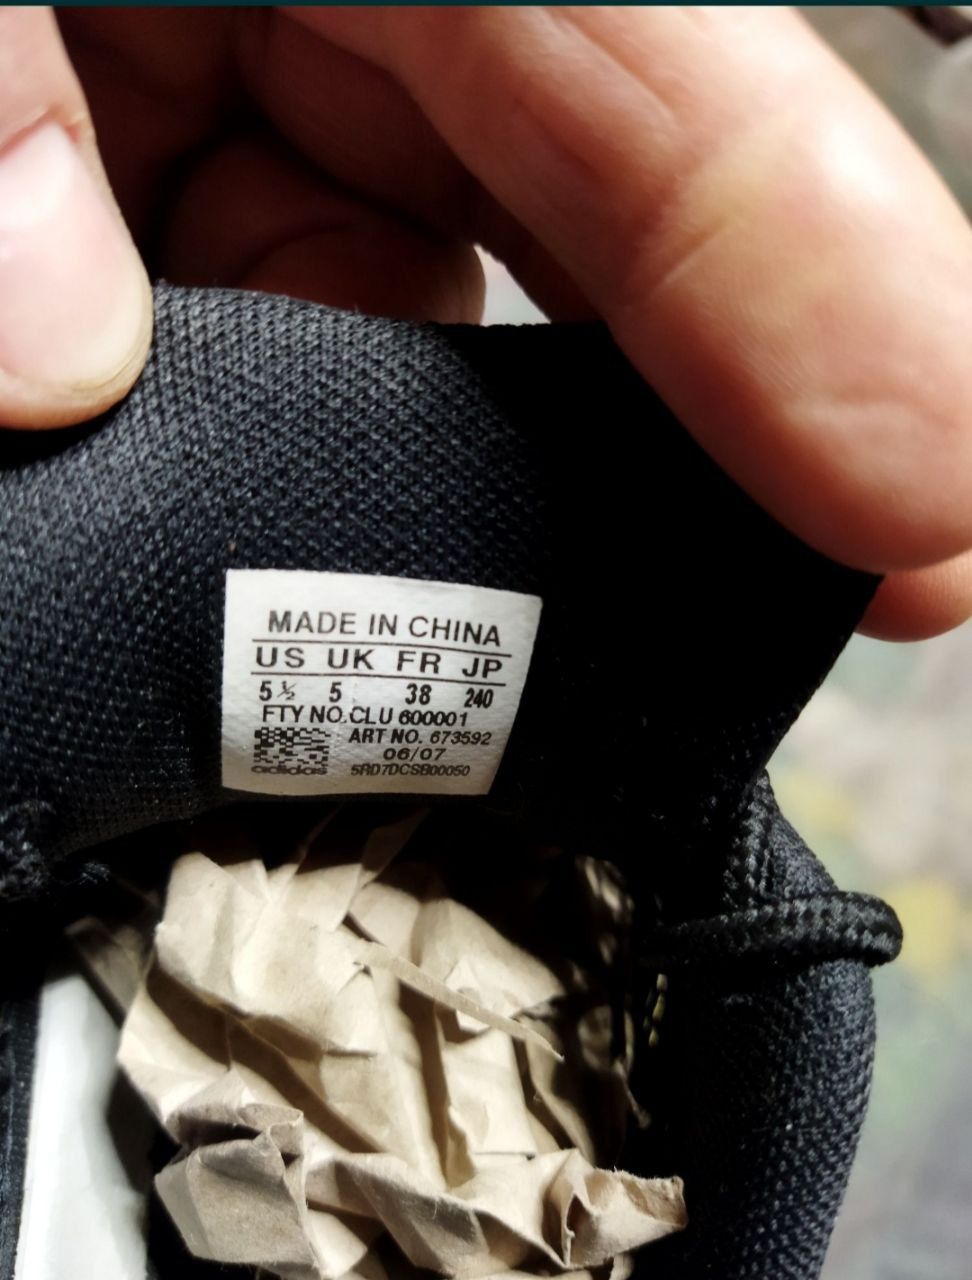 MADE IN CHINA
US UK FR JP
5½ 5 38 240
FTY NO.CLU 600001
ART NO. 673592
06/07
adidas 5RD7DCSB00050